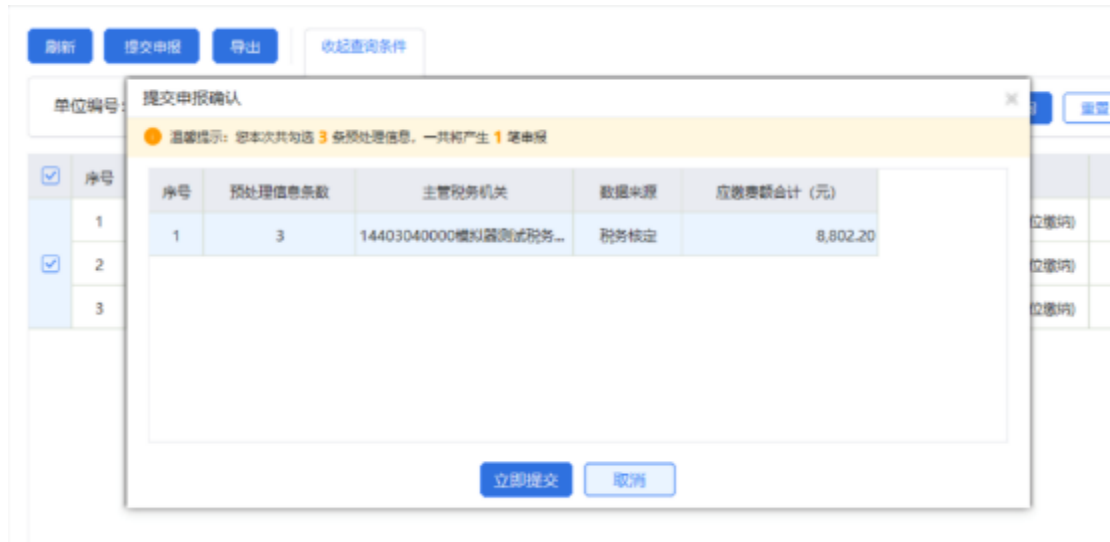 刷新 提交申报 导出 收起查询条件
单位编号: 重置
提交申报确认
温馨提示：您本次共勾选 3 条预处理信息，一共将产生 1 笔申报
序号
序号 预处理信息条数 主管税务机关 数据来源 应缴费额合计（元）
1 3 14403040000模拟器测试税务... 税务核定 8,802.20
1 位缴纳)
2 位缴纳)
3 位缴纳)
立即提交 取消